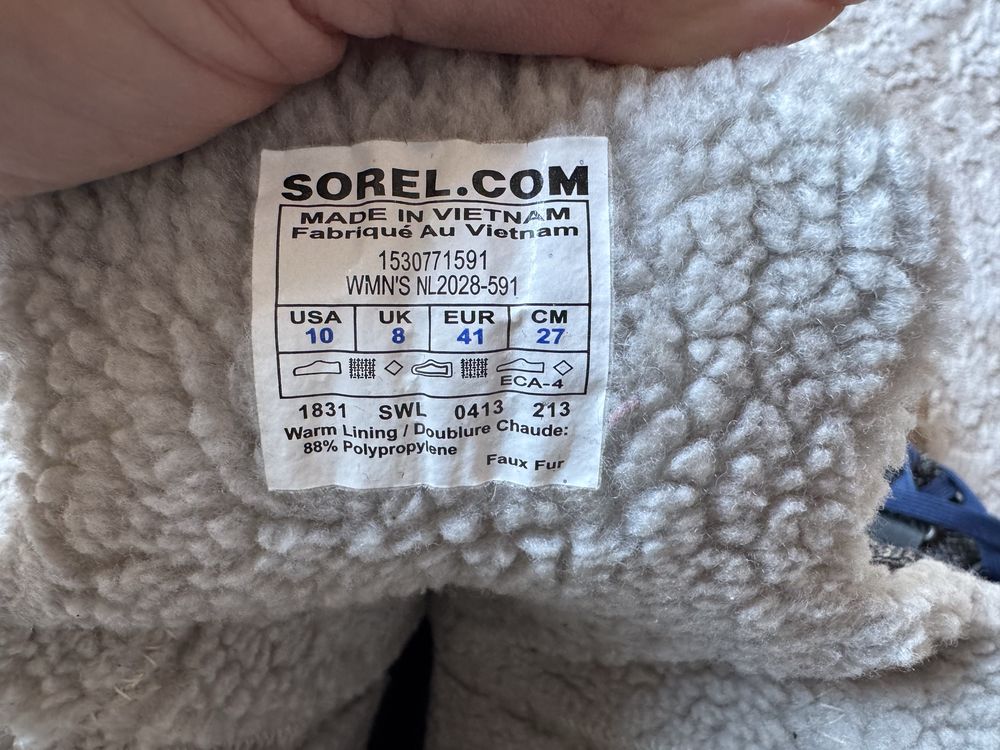 SOREL.COM
MADE IN VIETNAM
Fabriqué Au Vietnam
1530771591
WMN'S NL2028-591
USA UK EUR CM
10 8 41 27
ECA-4
1831 SWL 0413 213
Warm Lining / Doublure Chaude:
88% Polypropylene
Faux Fur